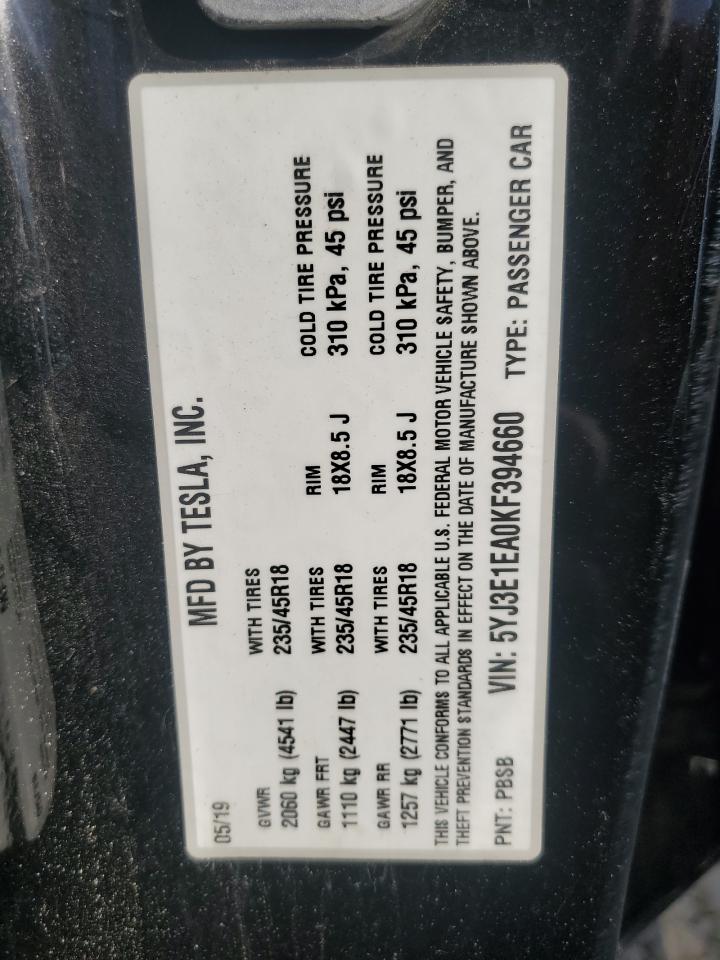 MFD BY TESLA, INC.
05/19
GVWR WITH TIRES
2060 kg (4541 lb) 235/45R18
GAWR FRT WITH TIRES RIM COLD TIRE PRESSURE
1110 kg (2447 lb) 235/45R18 18X8.5 J 310 kPa, 45 psi
GAWR RR WITH TIRES RIM COLD TIRE PRESSURE
1257 kg (2771 lb) 235/45R18 18X8.5 J 310 kPa, 45 psi
THIS VEHICLE CONFORMS TO ALL APPLICABLE U.S. FEDERAL MOTOR VEHICLE SAFETY, BUMPER, AND
THEFT PREVENTION STANDARDS IN EFFECT ON THE DATE OF MANUFACTURE SHOWN ABOVE.
PNT: PBSB VIN: 5YJ3E1EA0KF394660 TYPE: PASSENGER CAR